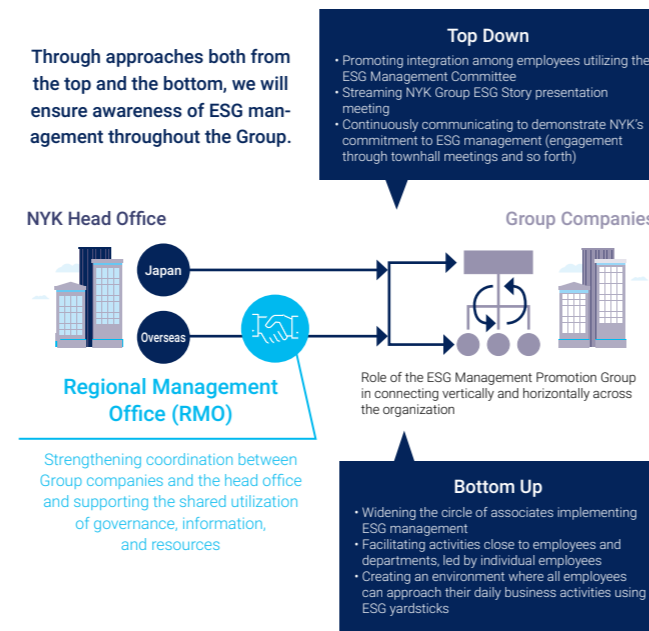 Through approaches both from
the top and the bottom, we will
ensure awareness of ESG man-
agement throughout the Group.
Top Down
• Promoting integration among employees utilizing the
ESG Management Committee
• Streaming NYK Group ESG Story presentation
meeting
• Continuously communicating to demonstrate NYK's
commitment to ESG management (engagement
through townhall meetings and so forth)
NYK Head Office
Group Companies
Japan
Overseas
Regional Management
Office (RMO)
Strengthening coordination between
Group companies and the head office
and supporting the shared utilization
of governance, information,
and resources
Role of the ESG Management Promotion Group
in connecting vertically and horizontally across
the organization
Bottom Up
• Widening the circle of associates implementing
ESG management
• Facilitating activities close to employees and
departments, led by individual employees
• Creating an environment where all employees
can approach their daily business activities using
ESG yardsticks